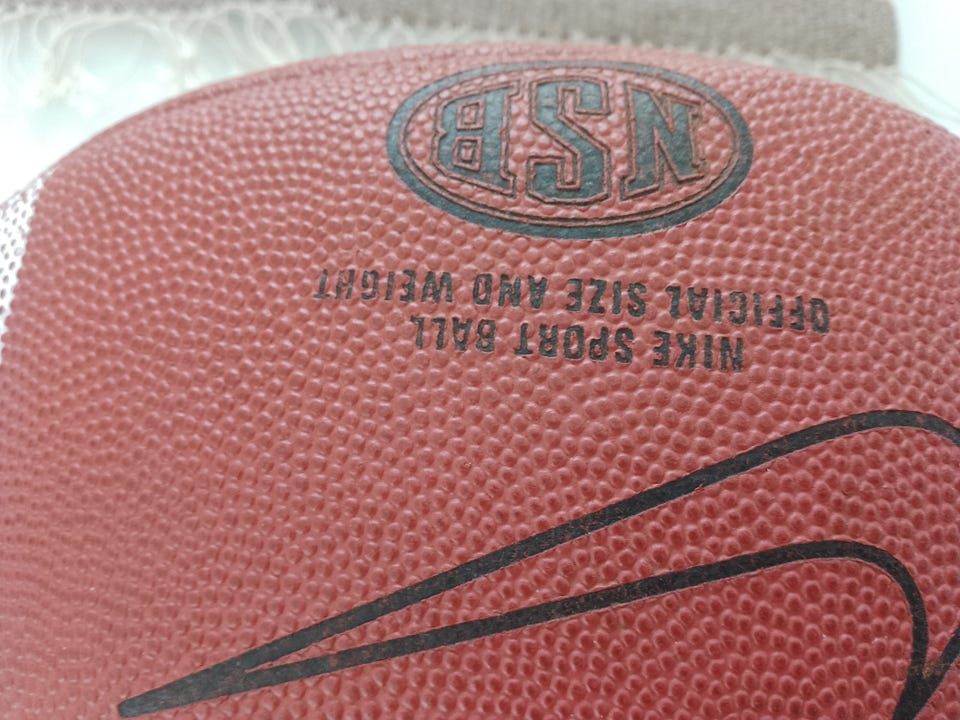 NSB
OFFICIAL SIZE AND WEIGHT
NIKE SPORT BALL